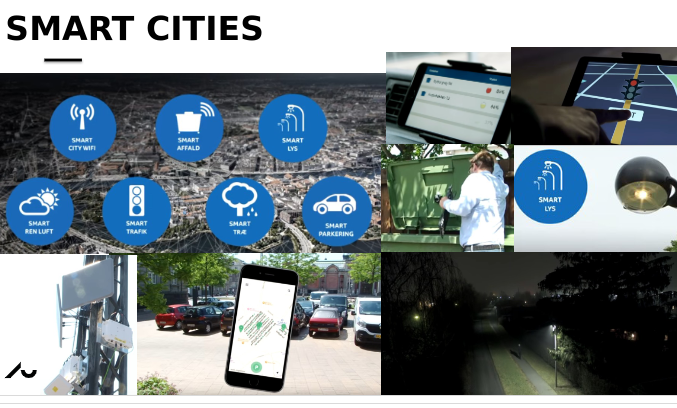 SMART CITIES
SMART
CITY WIFI
SMART
AFFALD
SMART
LYS
SMART
REN LUFT
SMART
TRAFIK
SMART
TRÆ
SMART
PARKERING
SMART
LYS